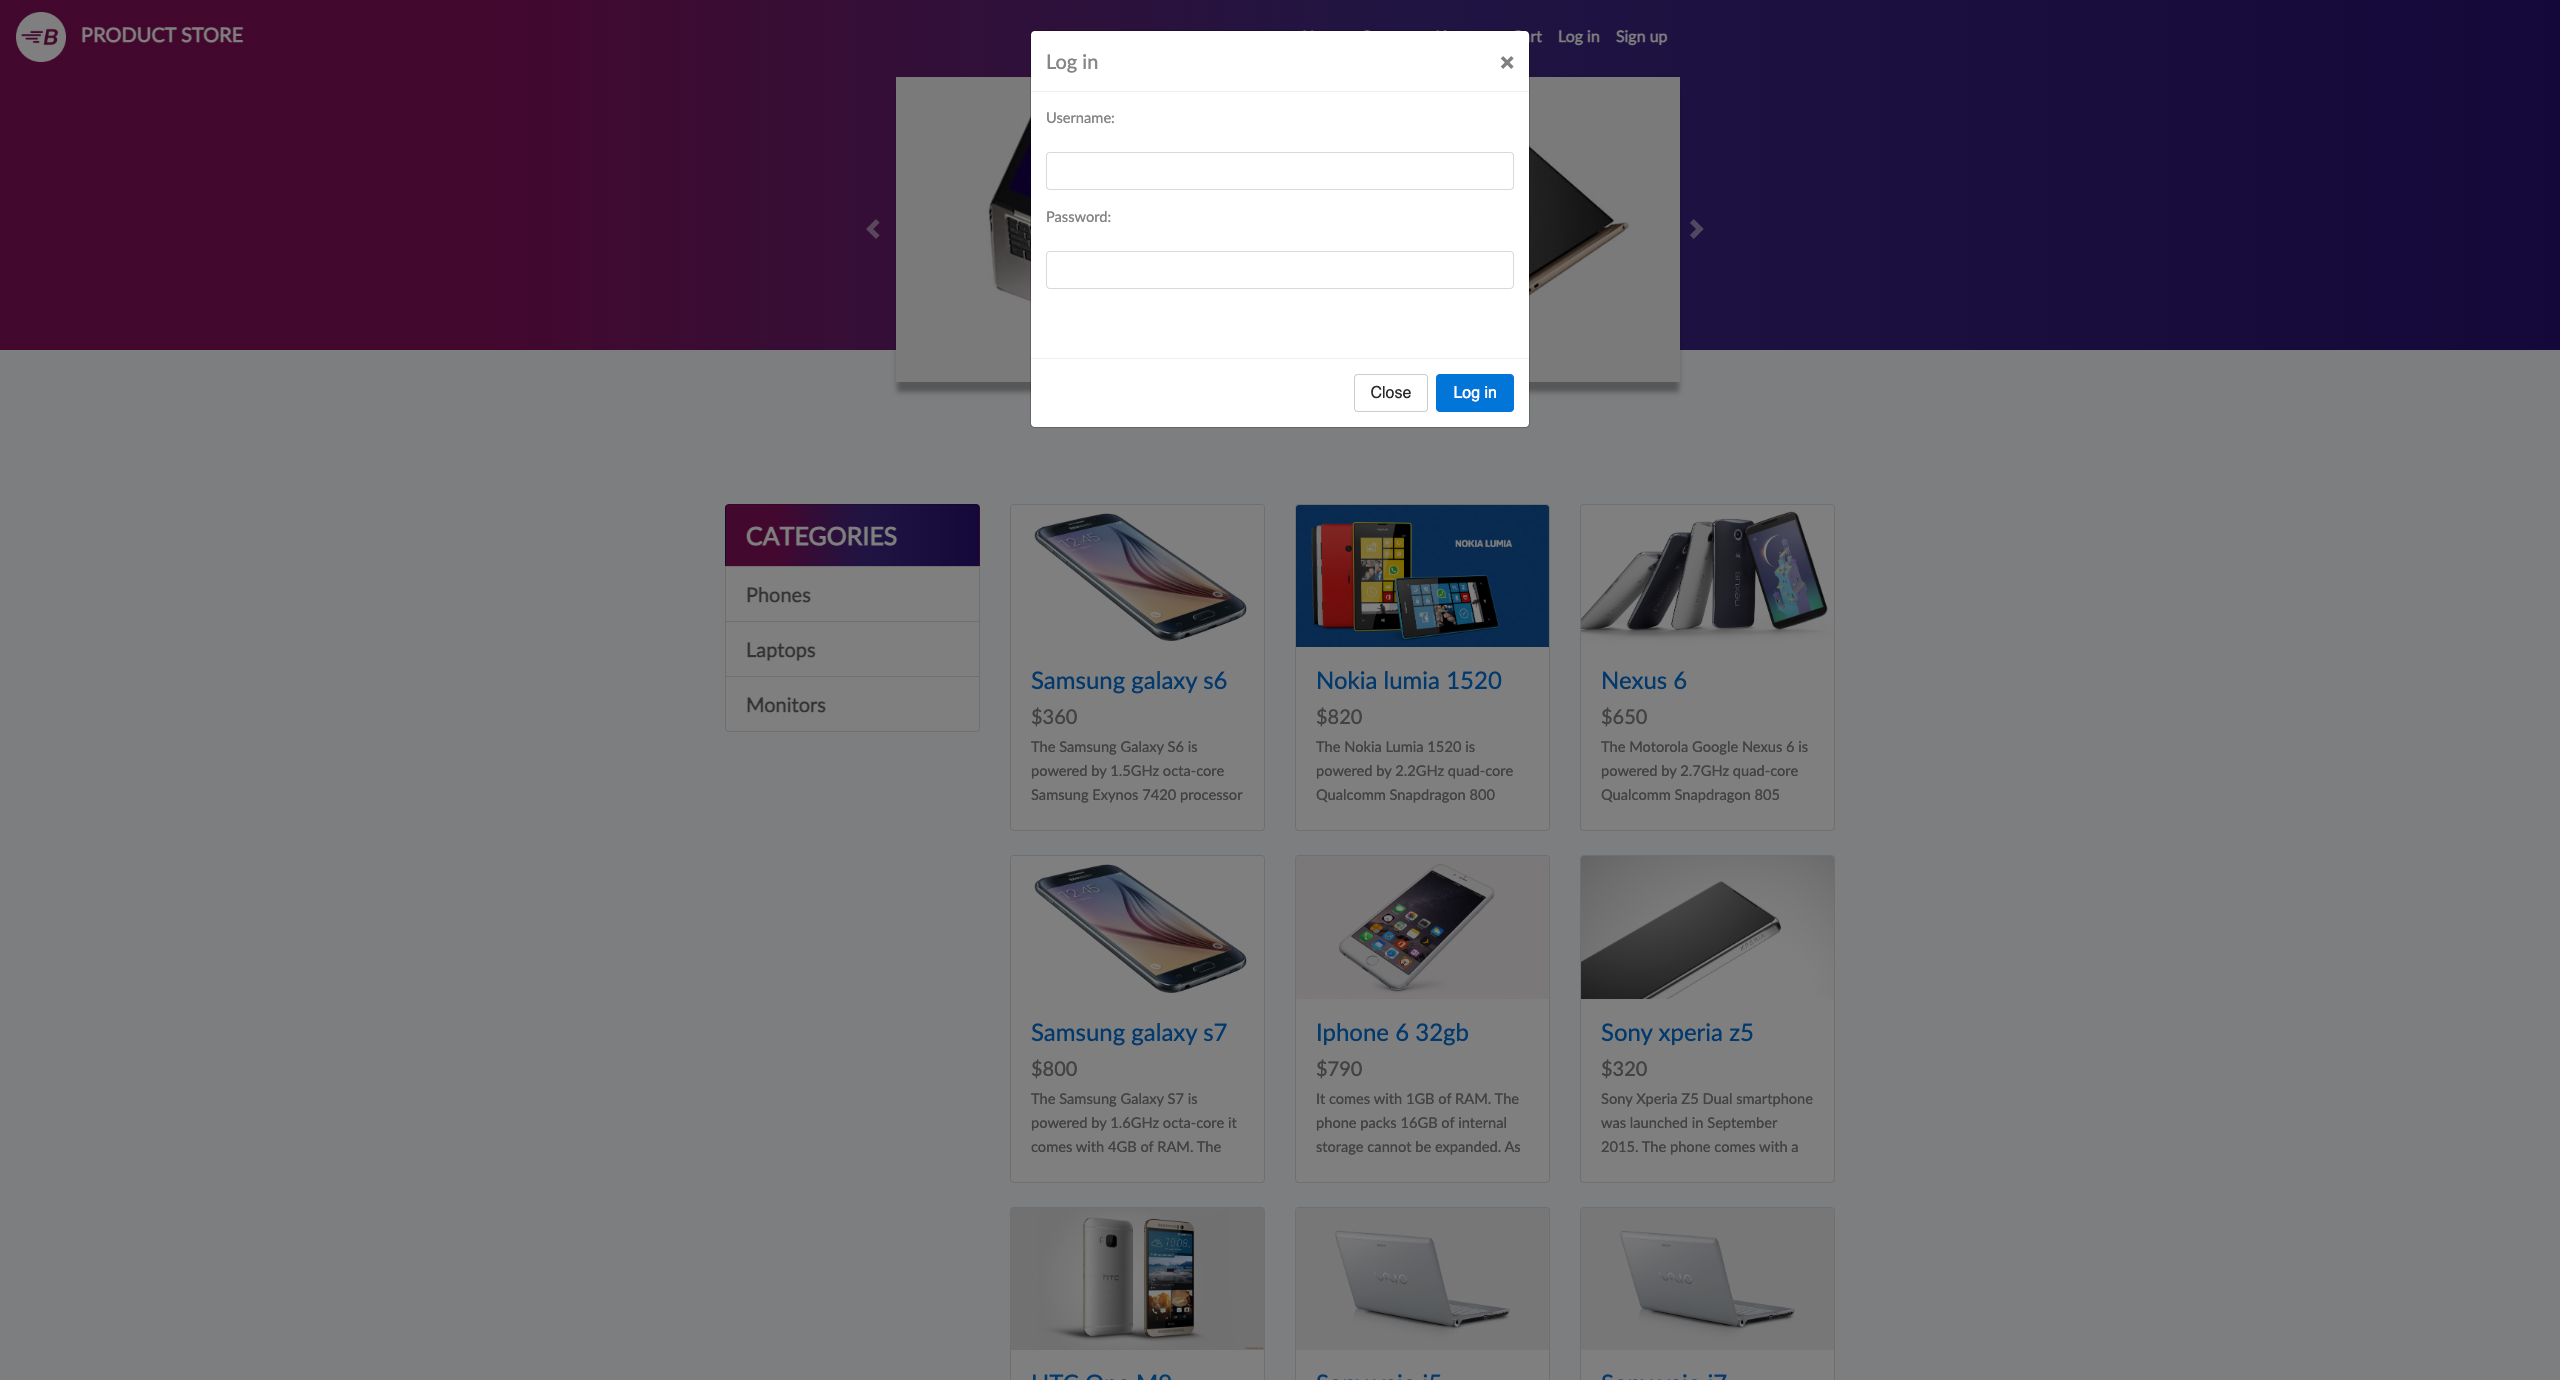 PRODUCT STORE
Log in
Sign up
Log in
×
Username:
Password:
Close
Log in
CATEGORIES
Phones
Laptops
Monitors
Samsung galaxy s6
$360
The Samsung Galaxy S6 is
powered by 1.5GHz octa-core
Samsung Exynos 7420 processor
NOKIA LUMIA
Nokia lumia 1520
$820
The Nokia Lumia 1520 is
powered by 2.2GHz quad-core
Qualcomm Snapdragon 800
Nexus 6
$650
The Motorola Google Nexus 6 is
powered by 2.7GHz quad-core
Qualcomm Snapdragon 805
Samsung galaxy s7
$800
The Samsung Galaxy S7 is
powered by 1.6GHz octa-core it
comes with 4GB of RAM. The
Iphone 6 32gb
$790
It comes with 1GB of RAM. The
phone packs 16GB of internal
storage cannot be expanded. As
Sony xperia z5
$320
Sony Xperia Z5 Dual smartphone
was launched in September
2015. The phone comes with a